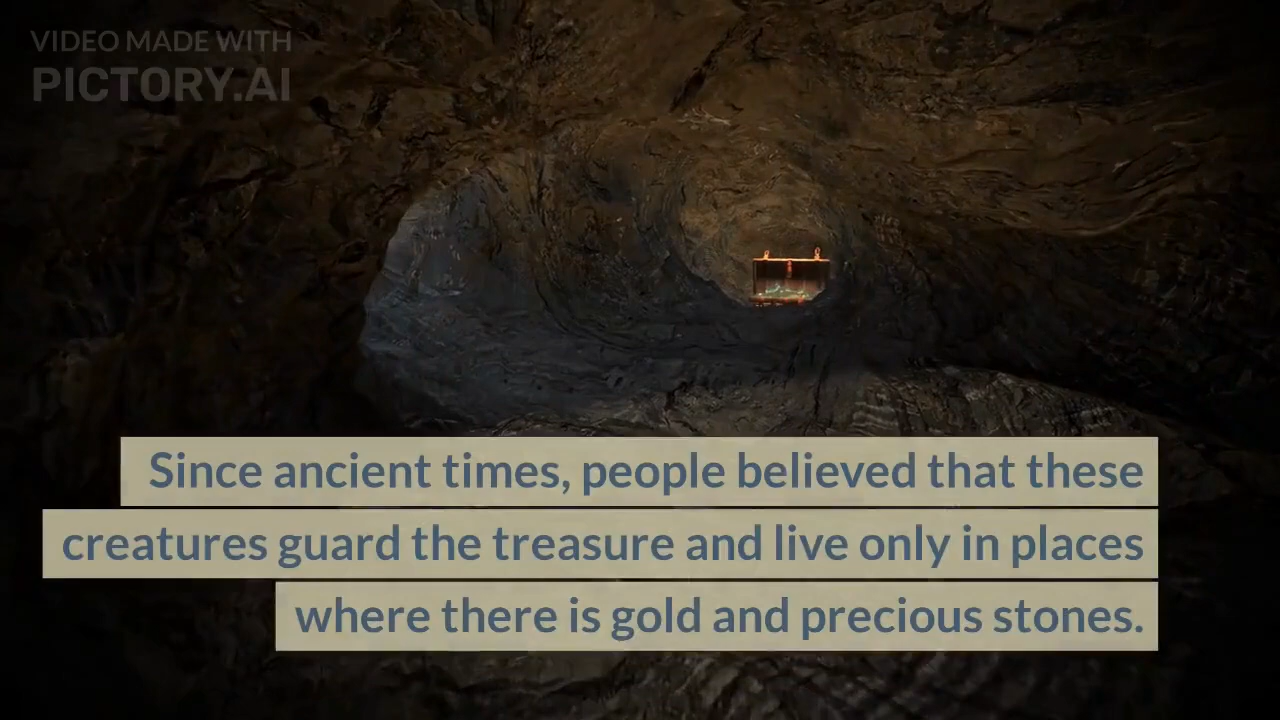 VIDEO MADE WITH
PICTORY.AI
Since ancient times, people believed that these
creatures guard the treasure and live only in places
where there is gold and precious stones.